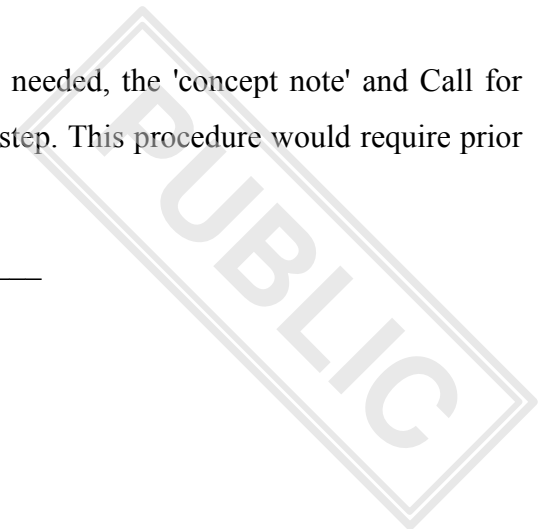 needed, the 'concept note' and Call for
step. This procedure would require prior
PUBLIC